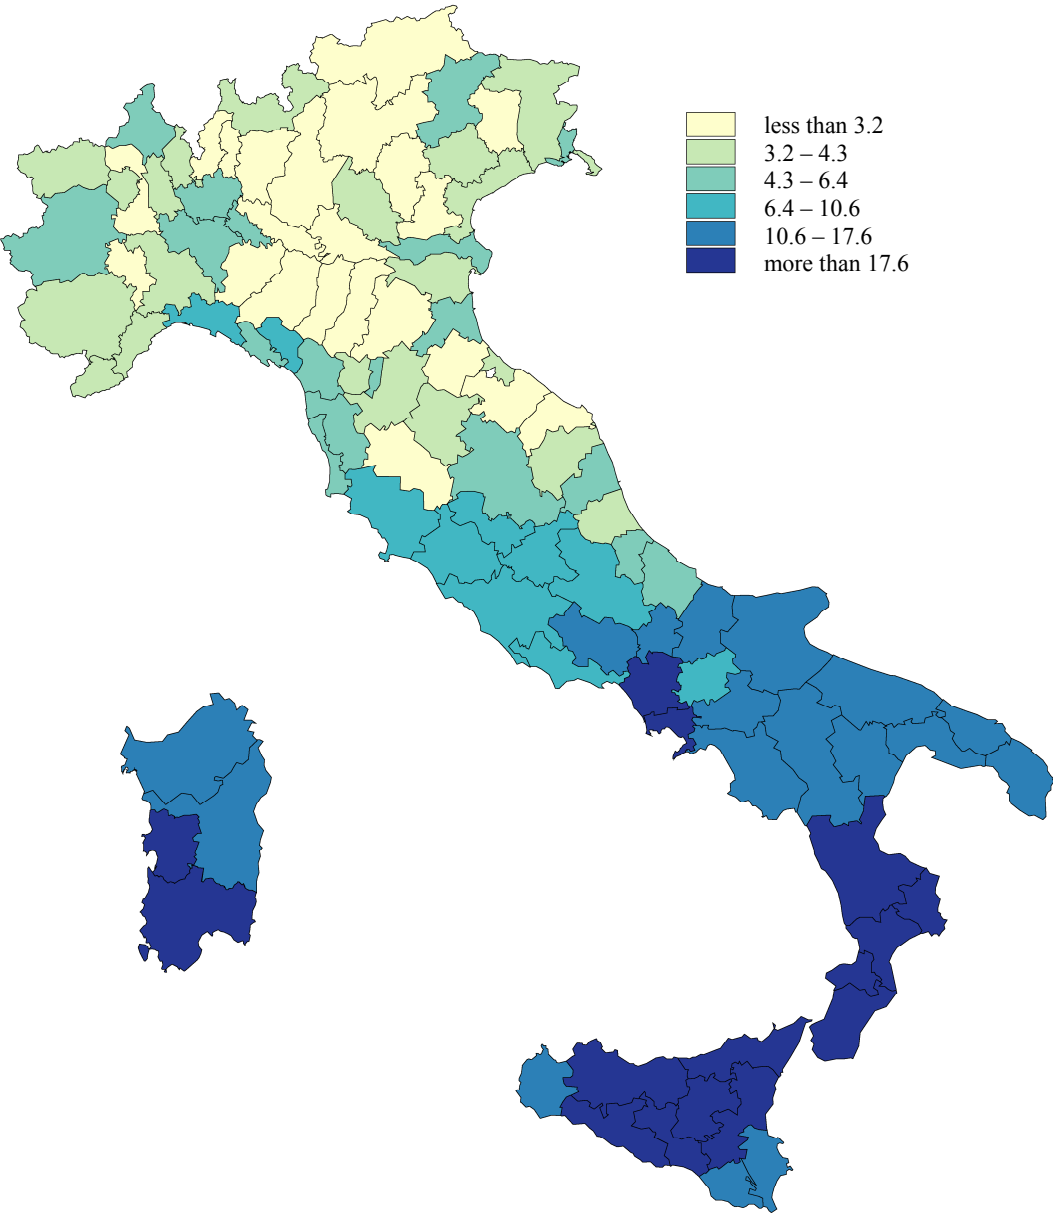 less than 3.2
3.2 – 4.3
4.3 – 6.4
6.4 – 10.6
10.6 – 17.6
more than 17.6